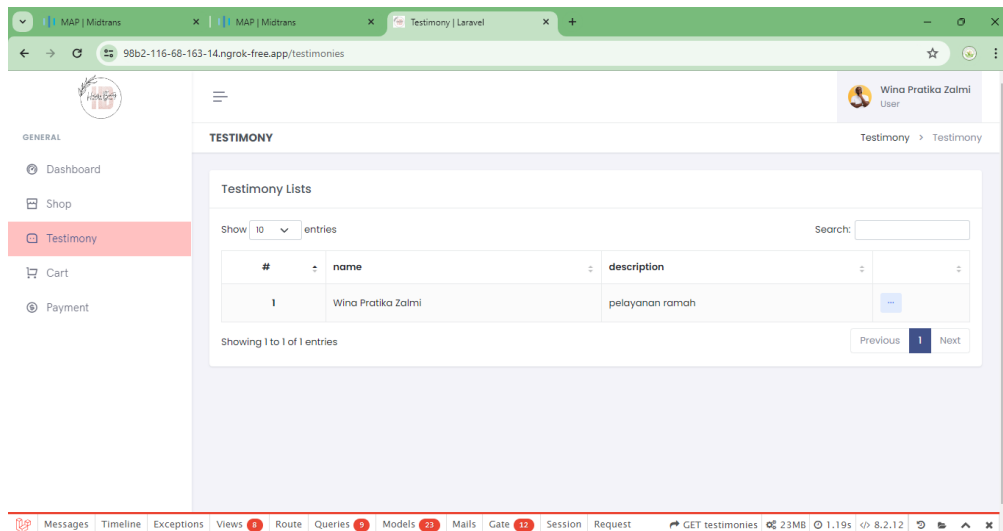 MAP | Midtrans
MAP | Midtrans
Testimony | Laravel
98b2-116-68-163-14.ngrok-free.app/testimonies
Wina Pratika Zalmi
User
GENERAL
TESTIMONY
Testimony > Testimony
Dashboard
Shop
Testimony
Cart
Payment
Testimony Lists
Show 10 entries
Search:
# name description
1 Wina Pratika Zalmi pelayanan ramah
Showing 1 to 1 of 1 entries
Previous 1 Next
Messages Timeline Exceptions Views 8 Route Queries 9 Models 23 Mails Gate 12 Session Request GET testimonies 23MB 1.19s 8.2.12